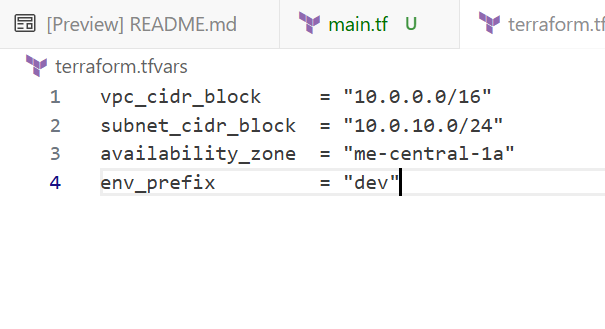 [Preview] README.md main.tf U terraform.tf
terraform.tfvars
1 vpc_cidr_block     = "10.0.0.0/16"
2 subnet_cidr_block  = "10.0.10.0/24"
3 availability_zone  = "me-central-1a"
4 env_prefix         = "dev"